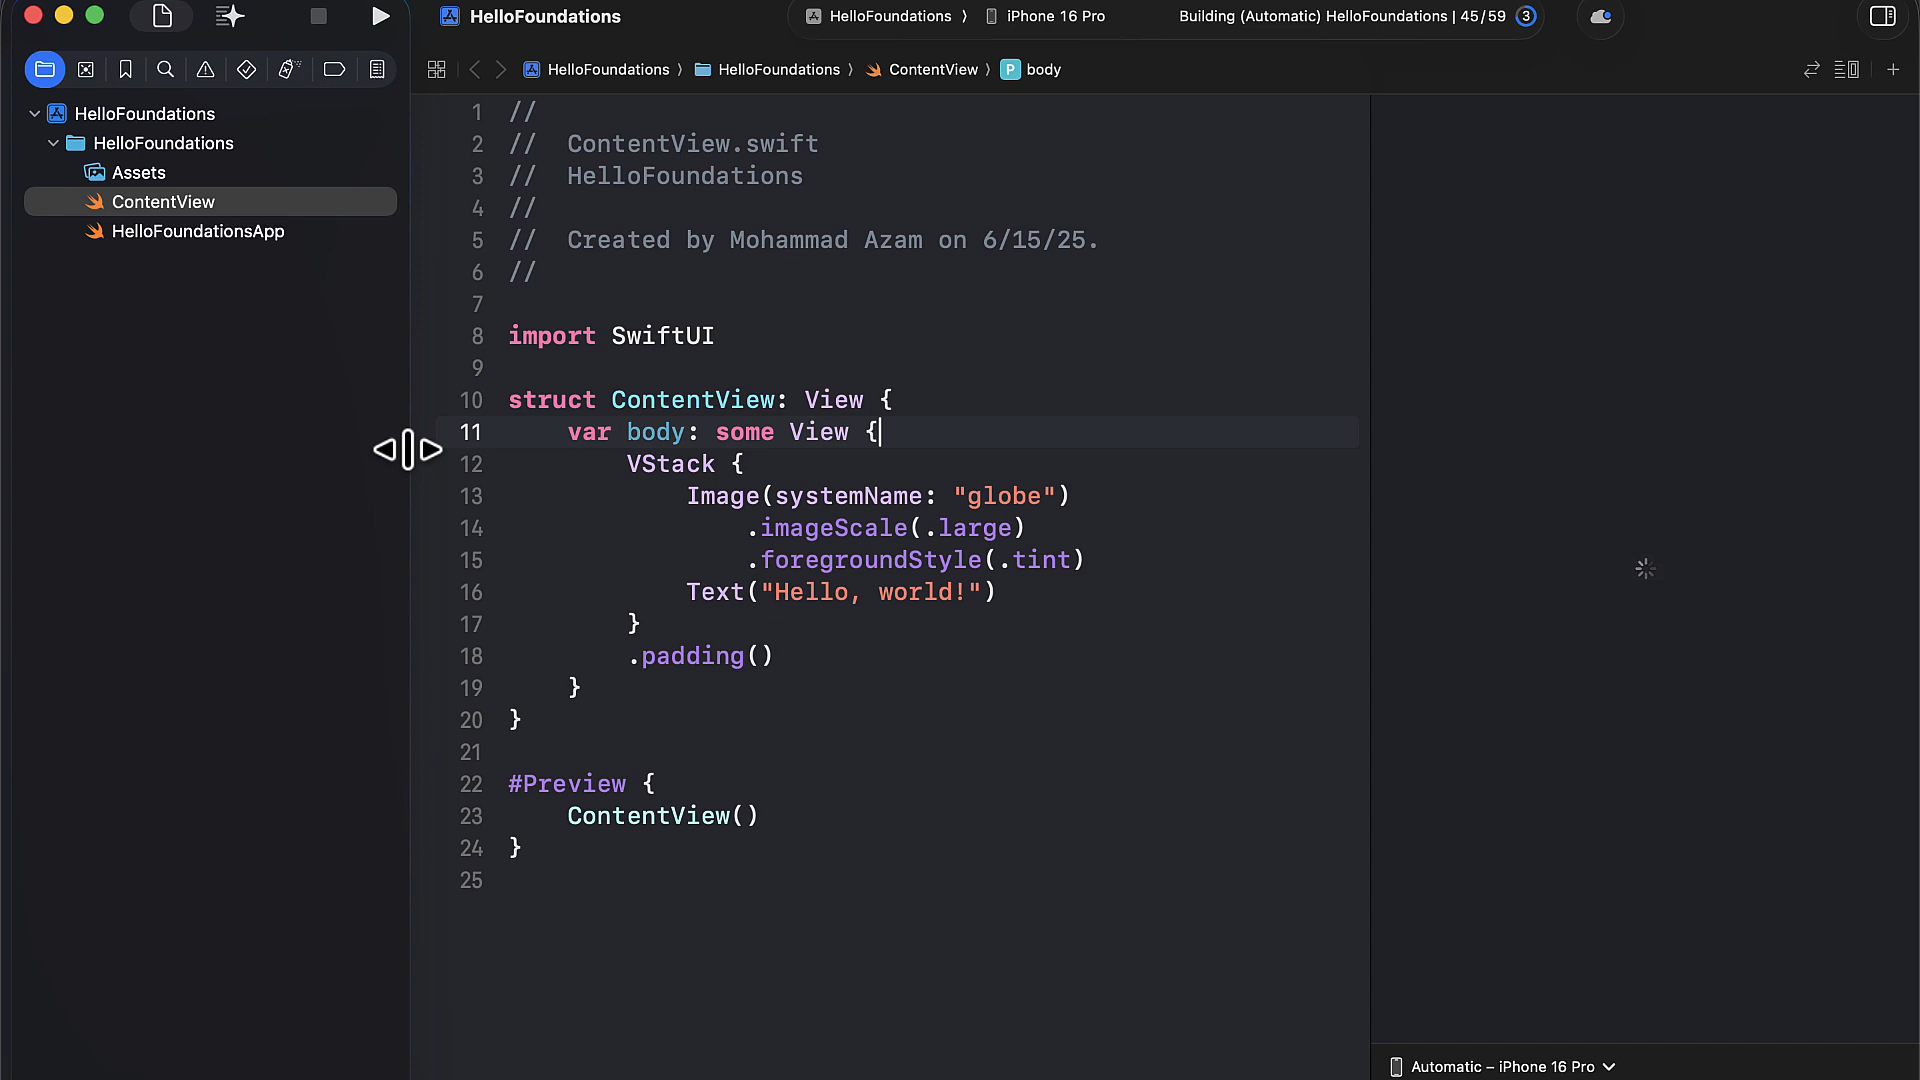 HelloFoundations
HelloFoundations
iPhone 16 Pro
Building (Automatic) HelloFoundations | 45/59
3
HelloFoundations
HelloFoundations
ContentView
P
body
HelloFoundations
HelloFoundations
Assets
ContentView
HelloFoundationsApp
1 //
2 //  ContentView.swift
3 //  HelloFoundations
4 //
5 //  Created by Mohammad Azam on 6/15/25.
6 //
7
8 import SwiftUI
9
10 struct ContentView: View {
11     var body: some View {
12         VStack {
13             Image(systemName: "globe")
14                 .imageScale(.large)
15                 .foregroundStyle(.tint)
16             Text("Hello, world!")
17         }
18         .padding()
19     }
20 }
21
22 #Preview {
23     ContentView()
24 }
25
Automatic – iPhone 16 Pro